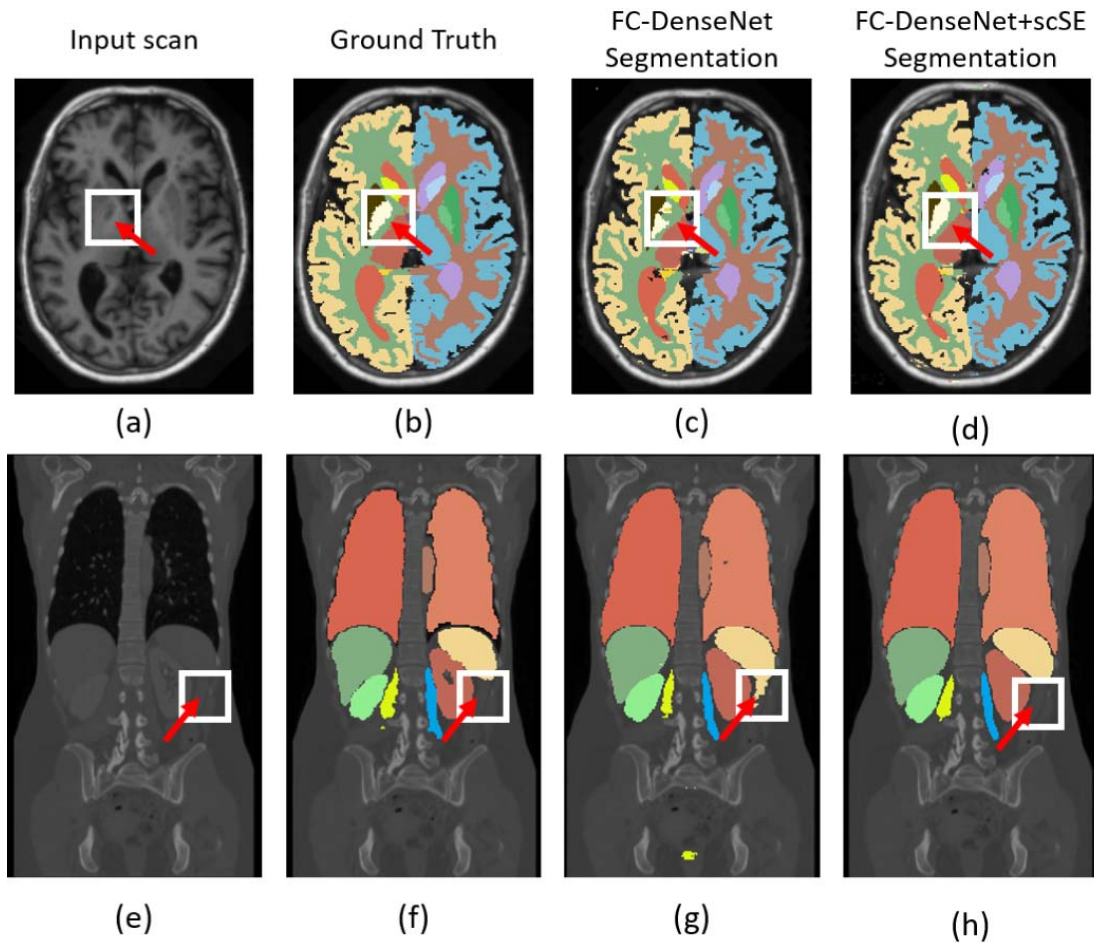 Input scan
Ground Truth
FC-DenseNet
Segmentation
FC-DenseNet+scSE
Segmentation
(a)
(b)
(c)
(d)
(e)
(f)
(g)
(h)